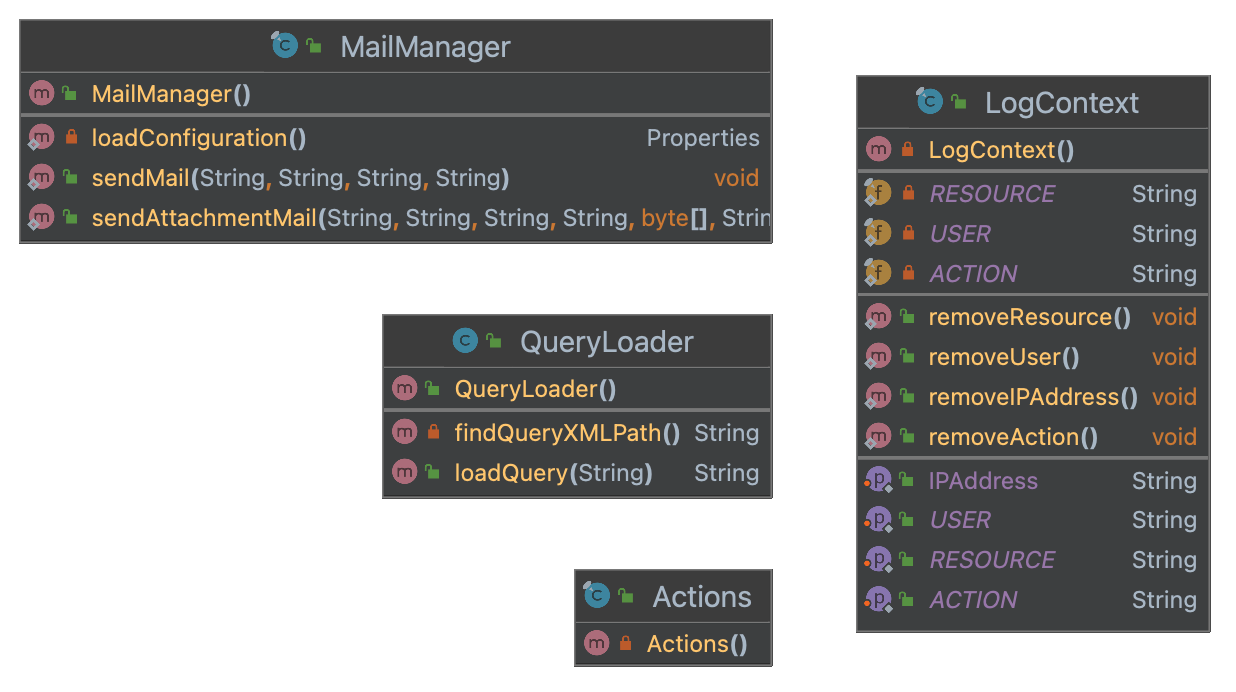 MailManager
MailManager()
loadConfiguration() Properties
sendMail(String, String, String, String) void
sendAttachmentMail(String, String, String, String, byte[], Strin
QueryLoader
QueryLoader()
findQueryXMLPath() String
loadQuery(String) String
Actions
Actions()
LogContext
LogContext()
RESOURCE String
USER String
ACTION String
removeResource() void
removeUser() void
removeIPAddress() void
removeAction() void
IPAddress String
USER String
RESOURCE String
ACTION String